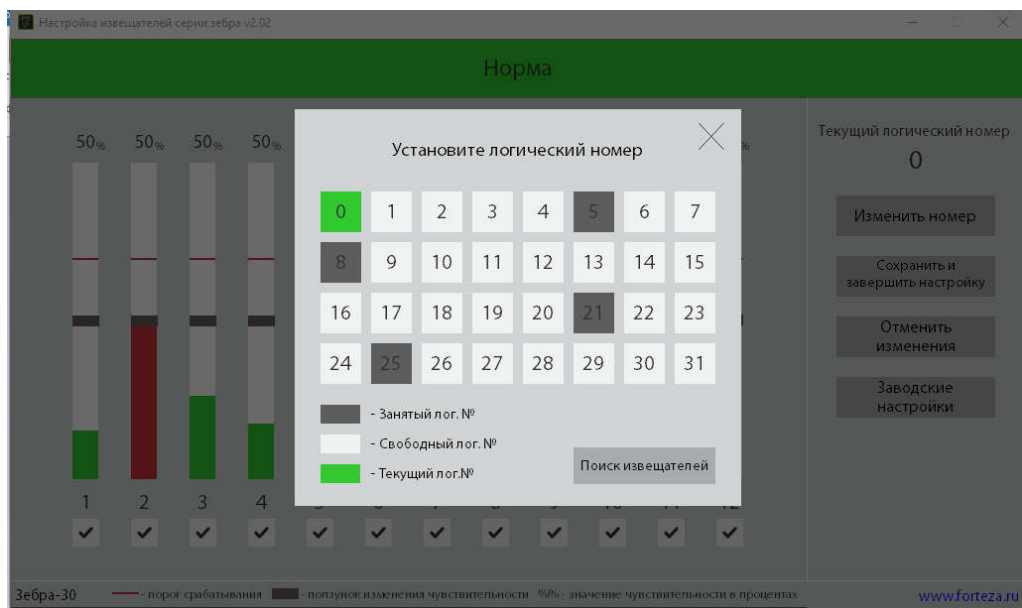 Настройка извещателей серии зебра v2.02
Норма
50% 50% 50% 50% %
Установите логический номер
0 1 2 3 4 5 6 7
8 9 10 11 12 13 14 15
16 17 18 19 20 21 22 23
24 25 26 27 28 29 30 31
- Занятый лог. №
- Свободный лог. №
- Текущий лог.№
Поиск извещателей
Текущий логический номер
0
Изменить номер
Сохранить и
завершить настройку
Отменить
изменения
Заводские
настройки
1 2 3 4
Зебра-30 - порог срабатывания - ползунок изменения чувствительности %% - значение чувствительности в процентах www.forteza.ru